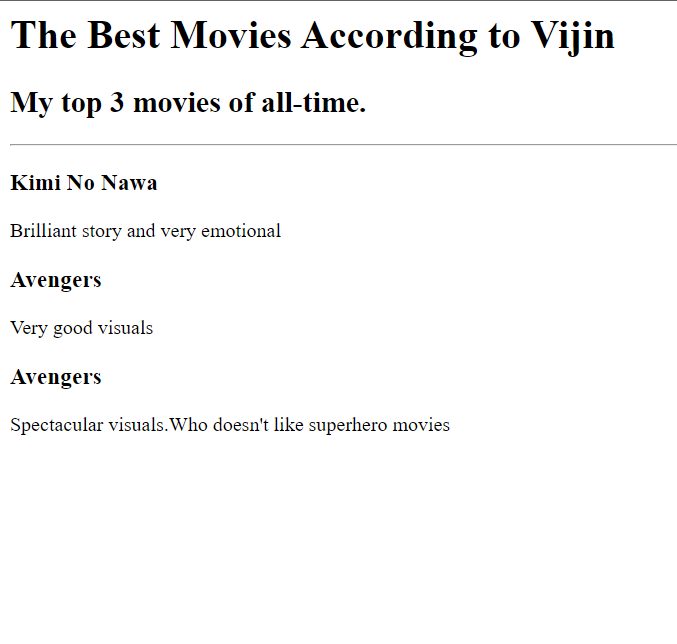 The Best Movies According to Vijin
My top 3 movies of all-time.
Kimi No Nawa
Brilliant story and very emotional
Avengers
Very good visuals
Avengers
Spectacular visuals.Who doesn't like superhero movies